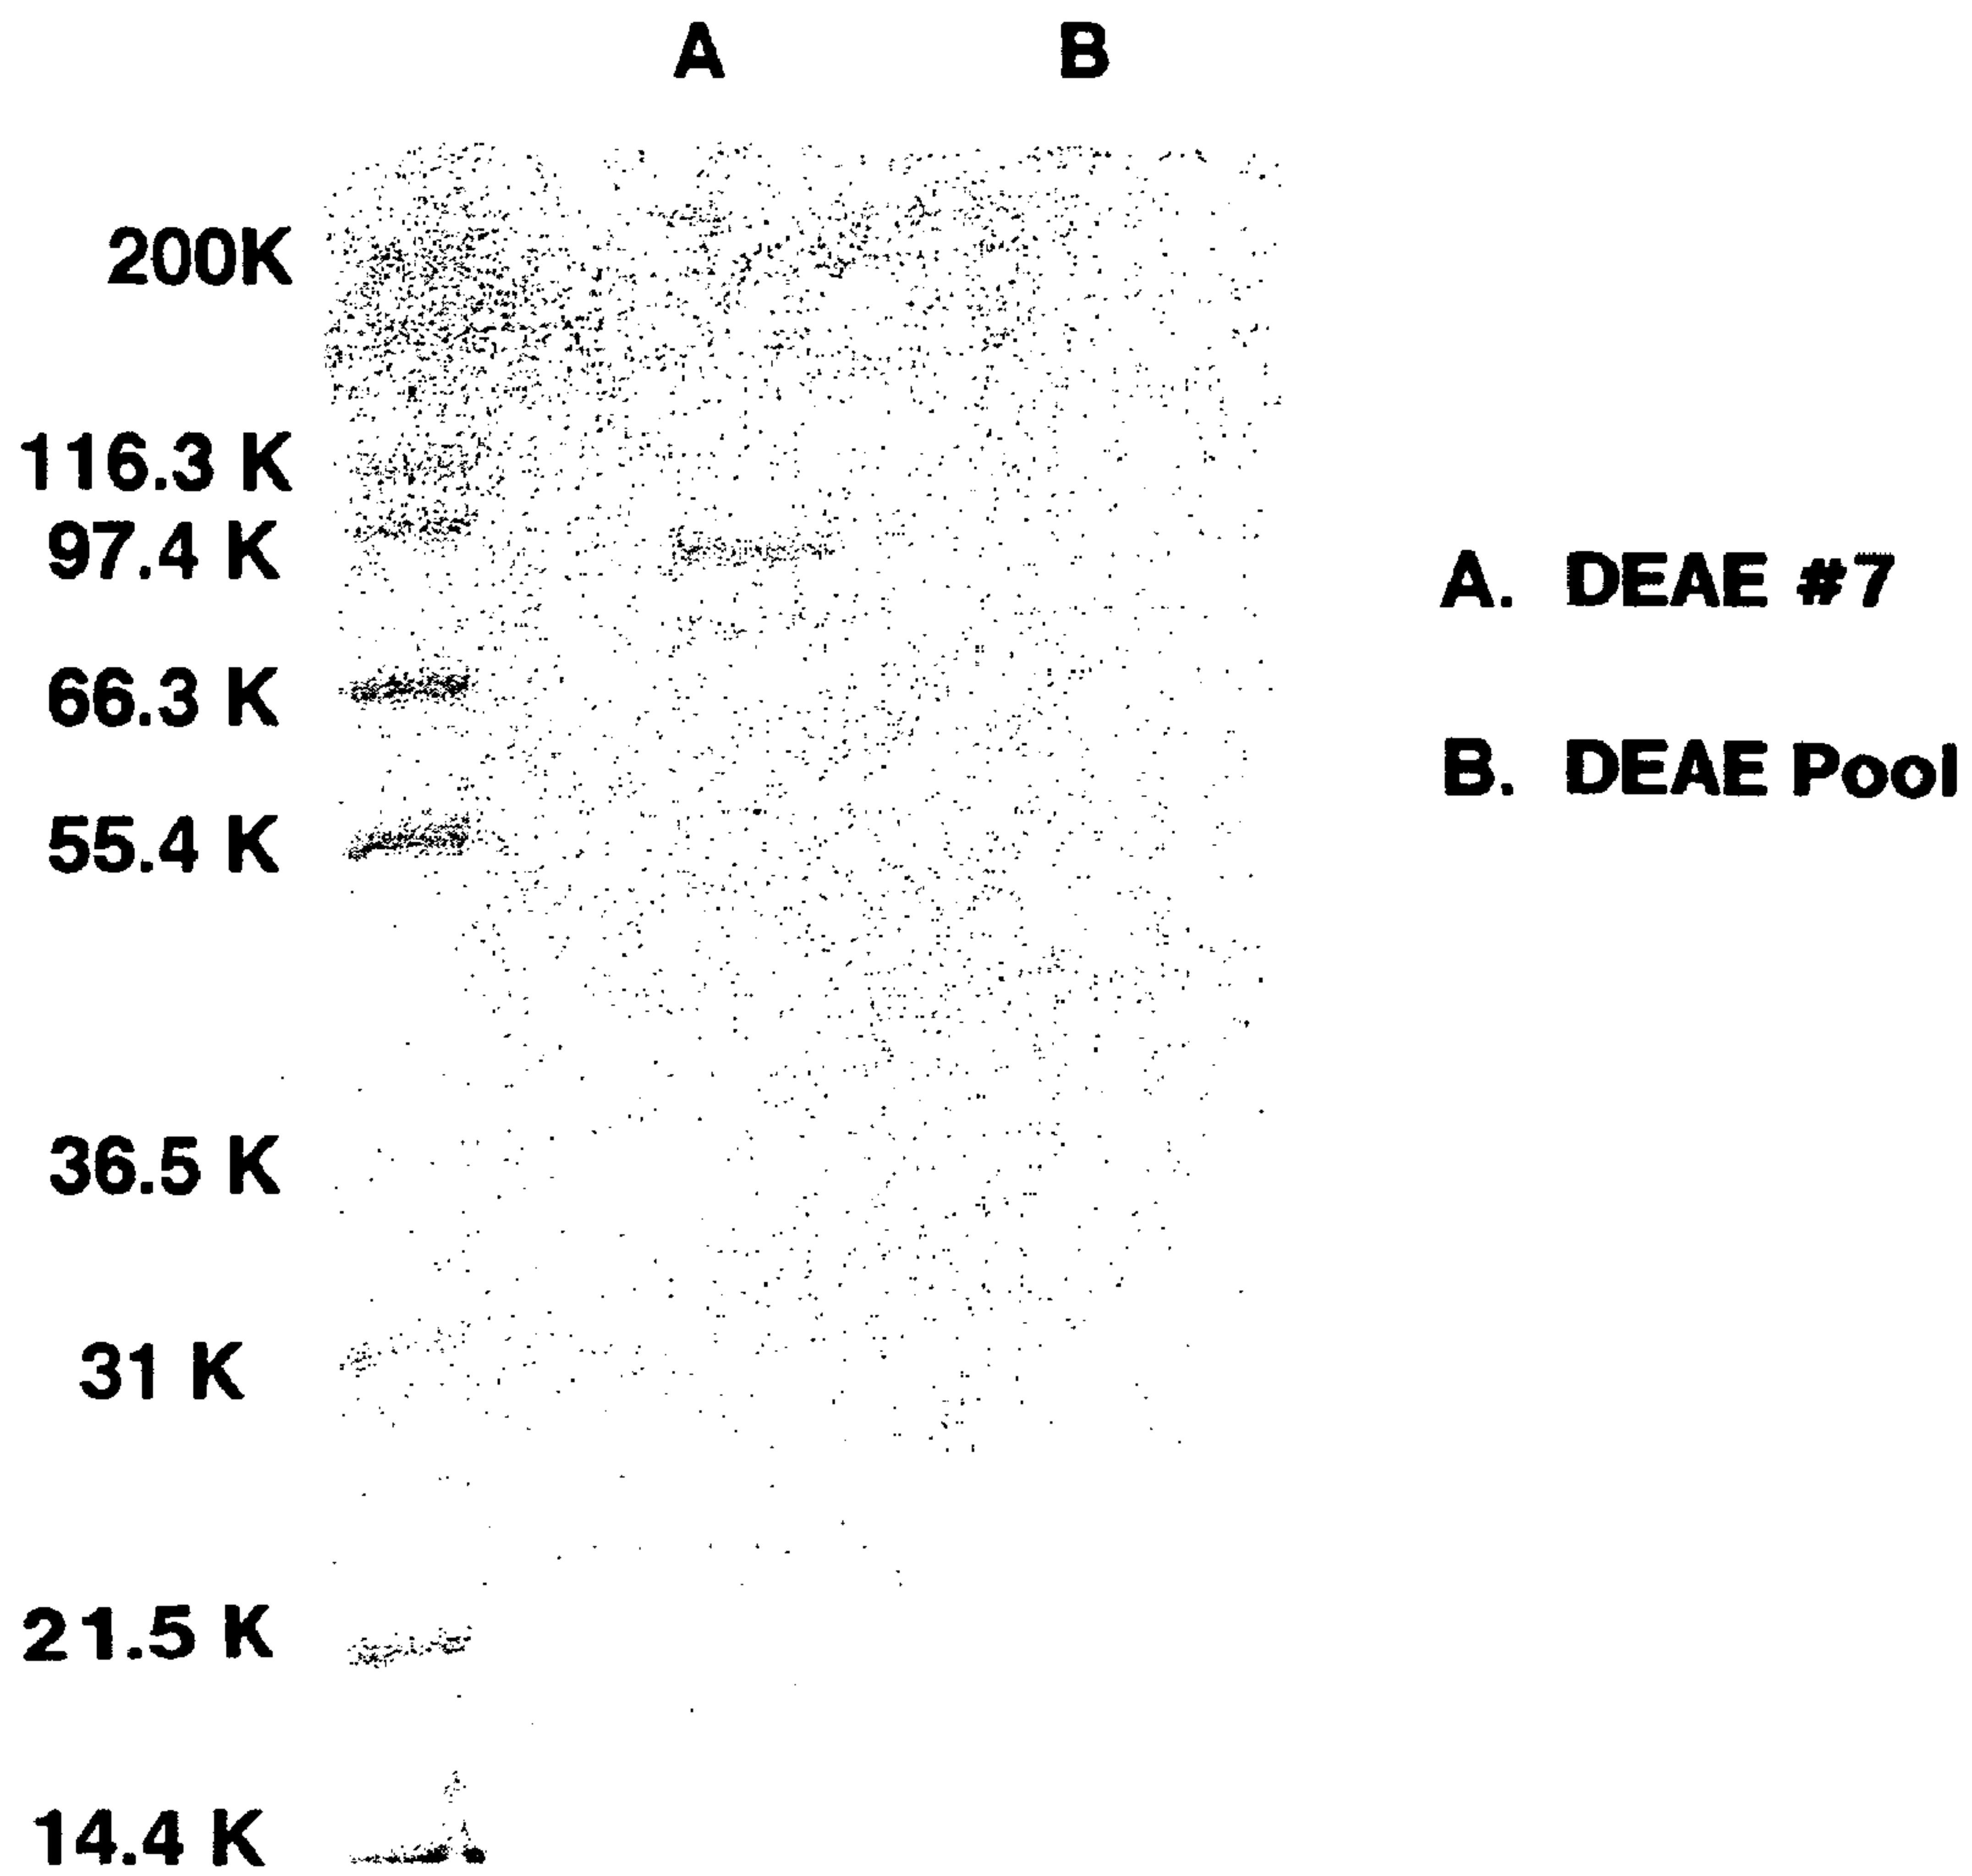 A B
200K
116.3 K
97.4 K
66.3 K
55.4 K
36.5 K
31 K
21.5 K
14.4 K
A. DEAE #7
B. DEAE Pool